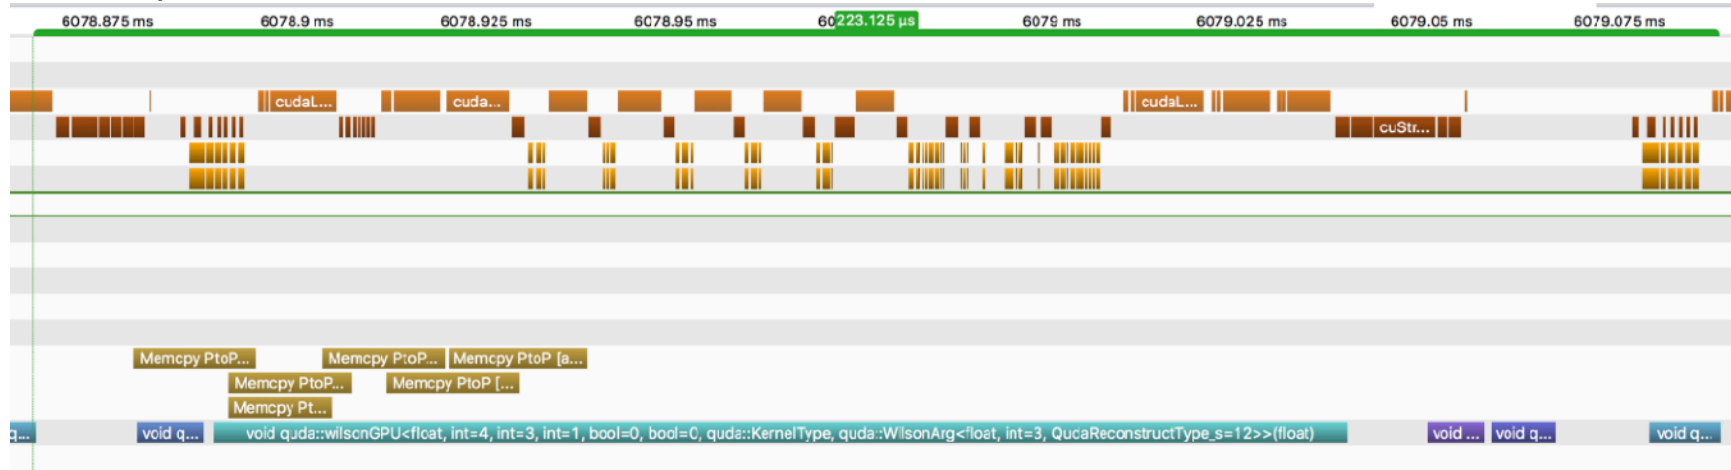 6078.875 ms 6078.9 ms 6078.925 ms 6078.95 ms 60 223.125 µs 6079 ms 6079.025 ms 6079.05 ms 6079.075 ms
cudaL... cuda... cudaL...
cuStr...
Memcpy PtoP... Memcpy PtoP... Memcpy PtoP [a...
Memcpy PtoP... Memcpy PtoP [...
Memcpy Pt...
q... void q... void quda::wilsonGPU<float, int=4, int=3, int=1, bool=0, bool=0, quda::KernelType, quda::WilsonArg<float, int=3, QudaReconstructType_s=12>>(float) void ... void q... void q...